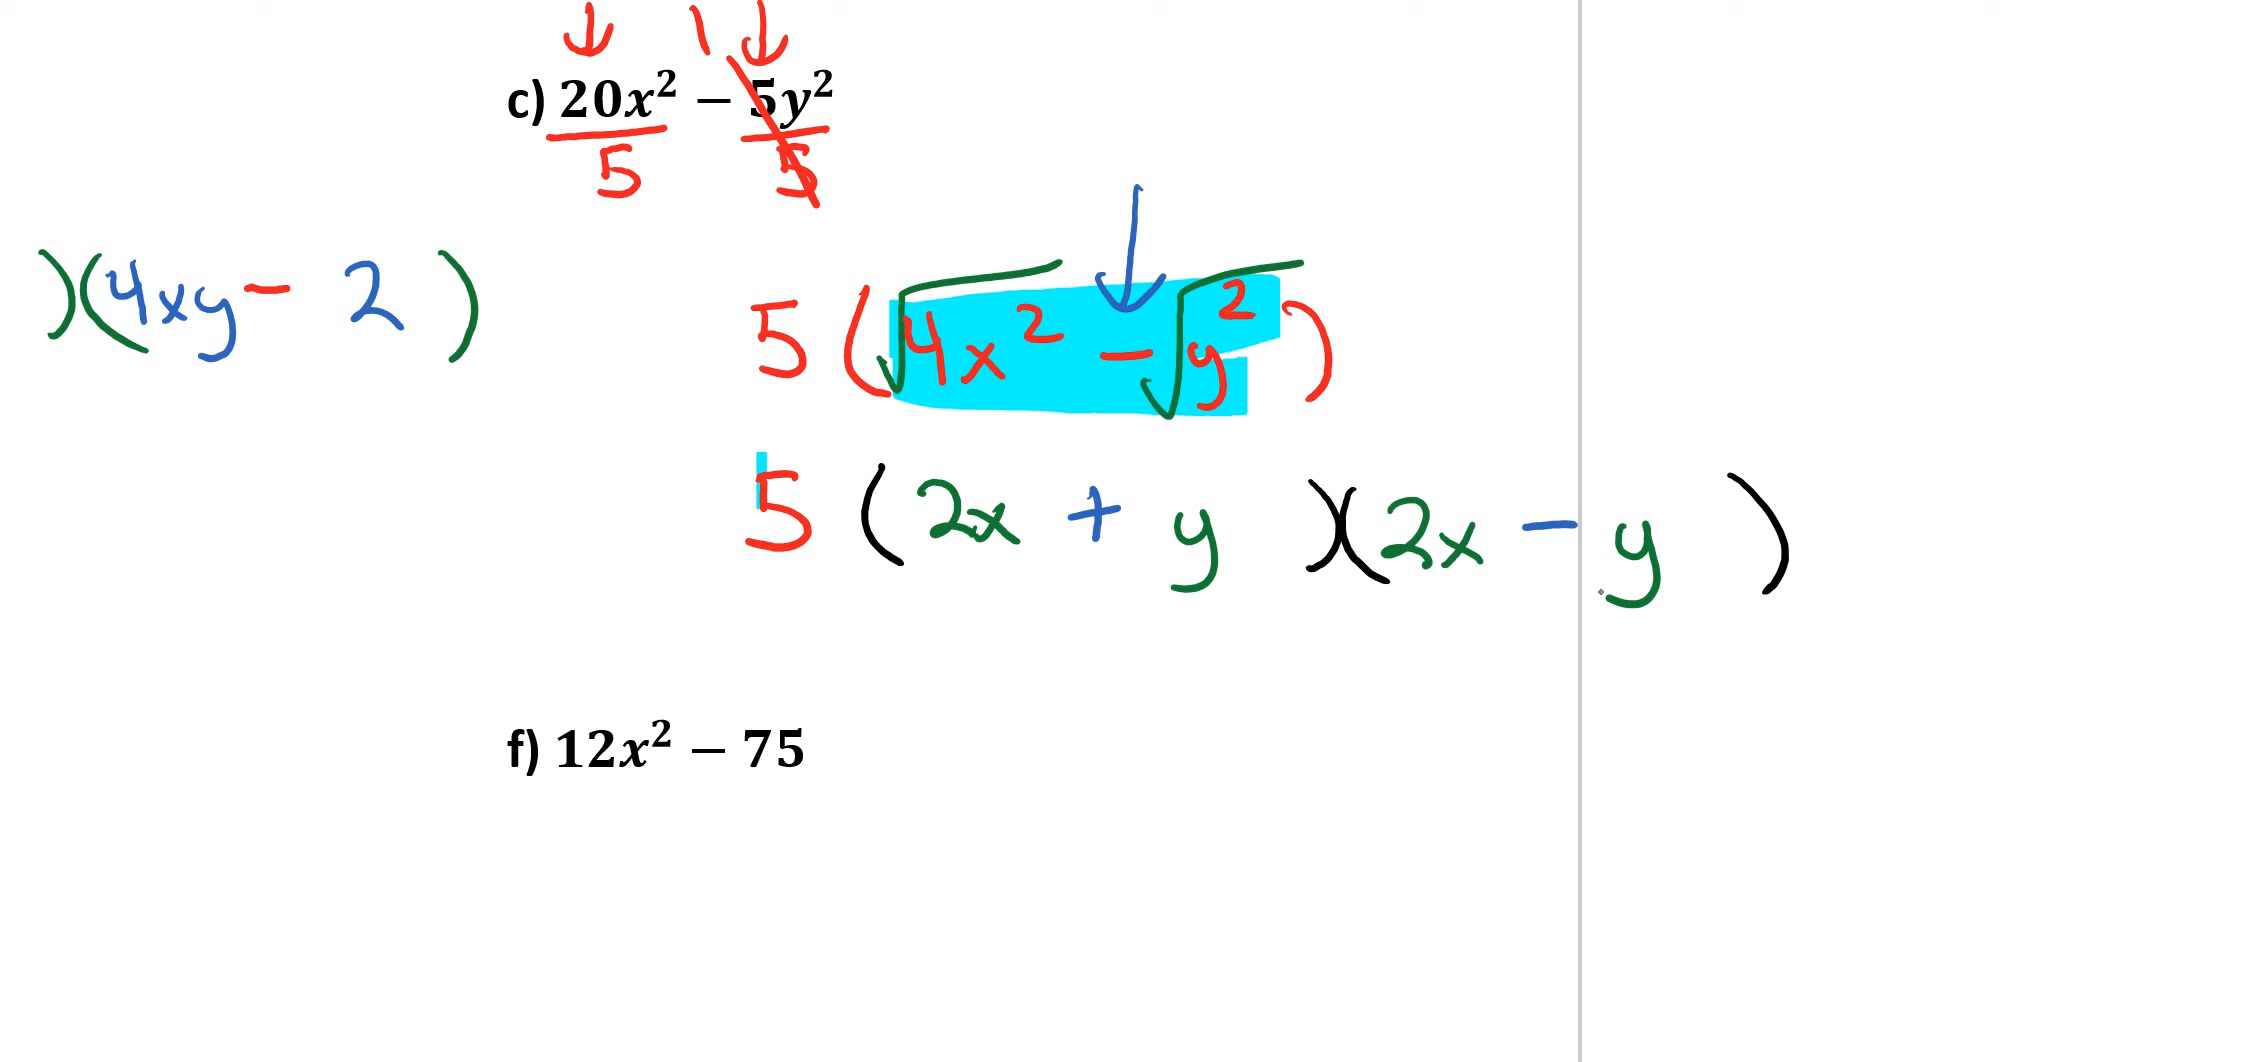 c) 20x² − 5y²
5 5
)(4xy - 2 )
5 (√4x² - √y² )
5 ( 2x + y )( 2x - y )
f) 12x² − 75